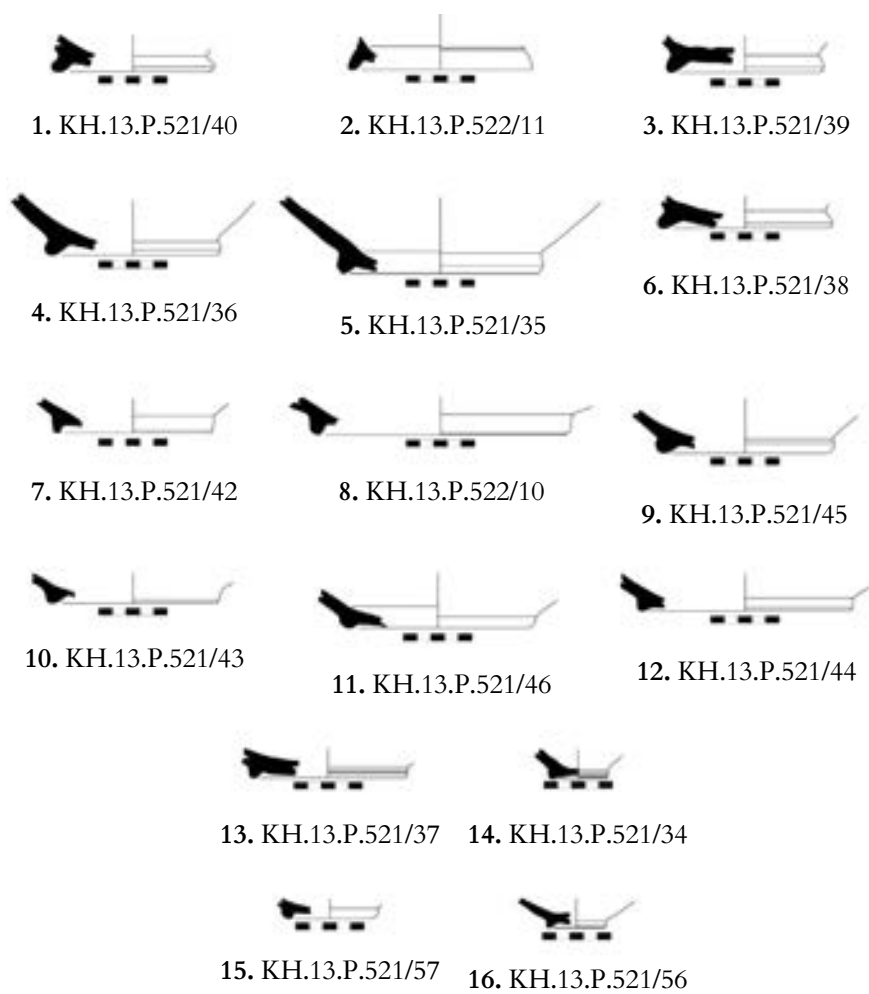 1. KH.13.P.521/40
2. KH.13.P.522/11
3. KH.13.P.521/39
4. KH.13.P.521/36
5. KH.13.P.521/35
6. KH.13.P.521/38
7. KH.13.P.521/42
8. KH.13.P.522/10
9. KH.13.P.521/45
10. KH.13.P.521/43
11. KH.13.P.521/46
12. KH.13.P.521/44
13. KH.13.P.521/37
14. KH.13.P.521/34
15. KH.13.P.521/57
16. KH.13.P.521/56